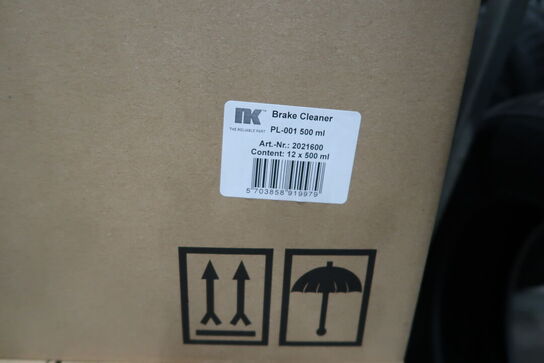 NK™ Brake Cleaner
THE RELIABLE PART PL-001 500 ml
Art.-Nr.: 2021600
Content: 12 x 500 ml
5 703858 919979